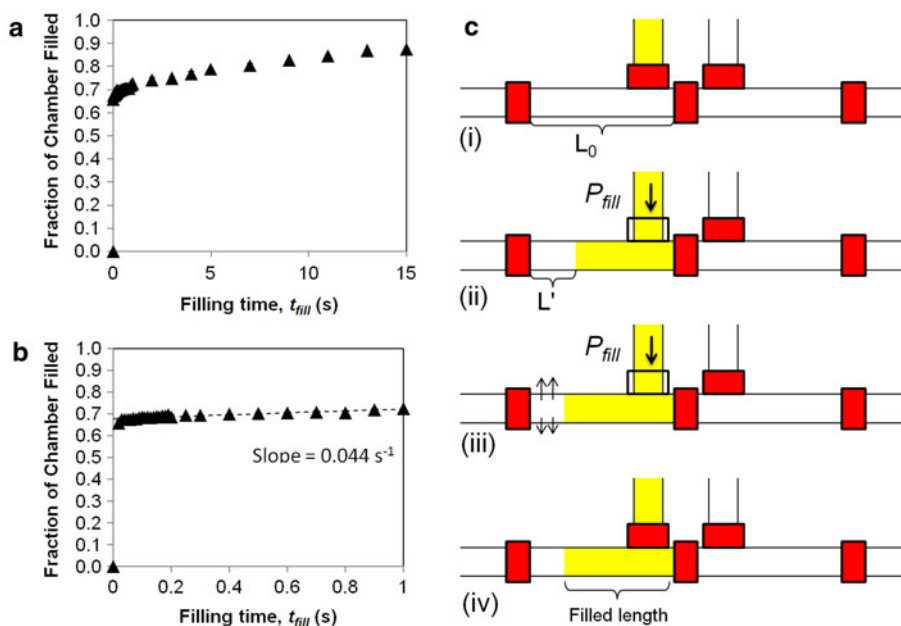 a
Fraction of Chamber Filled
1.0
0.9
0.8
0.7
0.6
0.5
0.4
0.3
0.2
0.1
0.0
0 5 10 15
Filling time, t_fill (s)
b
Fraction of Chamber Filled
1.0
0.9
0.8
0.7
0.6
0.5
0.4
0.3
0.2
0.1
0.0
Slope = 0.044 s⁻¹
0 0.2 0.4 0.6 0.8 1
Filling time, t_fill (s)
c
(i)
L₀
P_fill
(ii)
L'
P_fill
(iii)
(iv)
Filled length